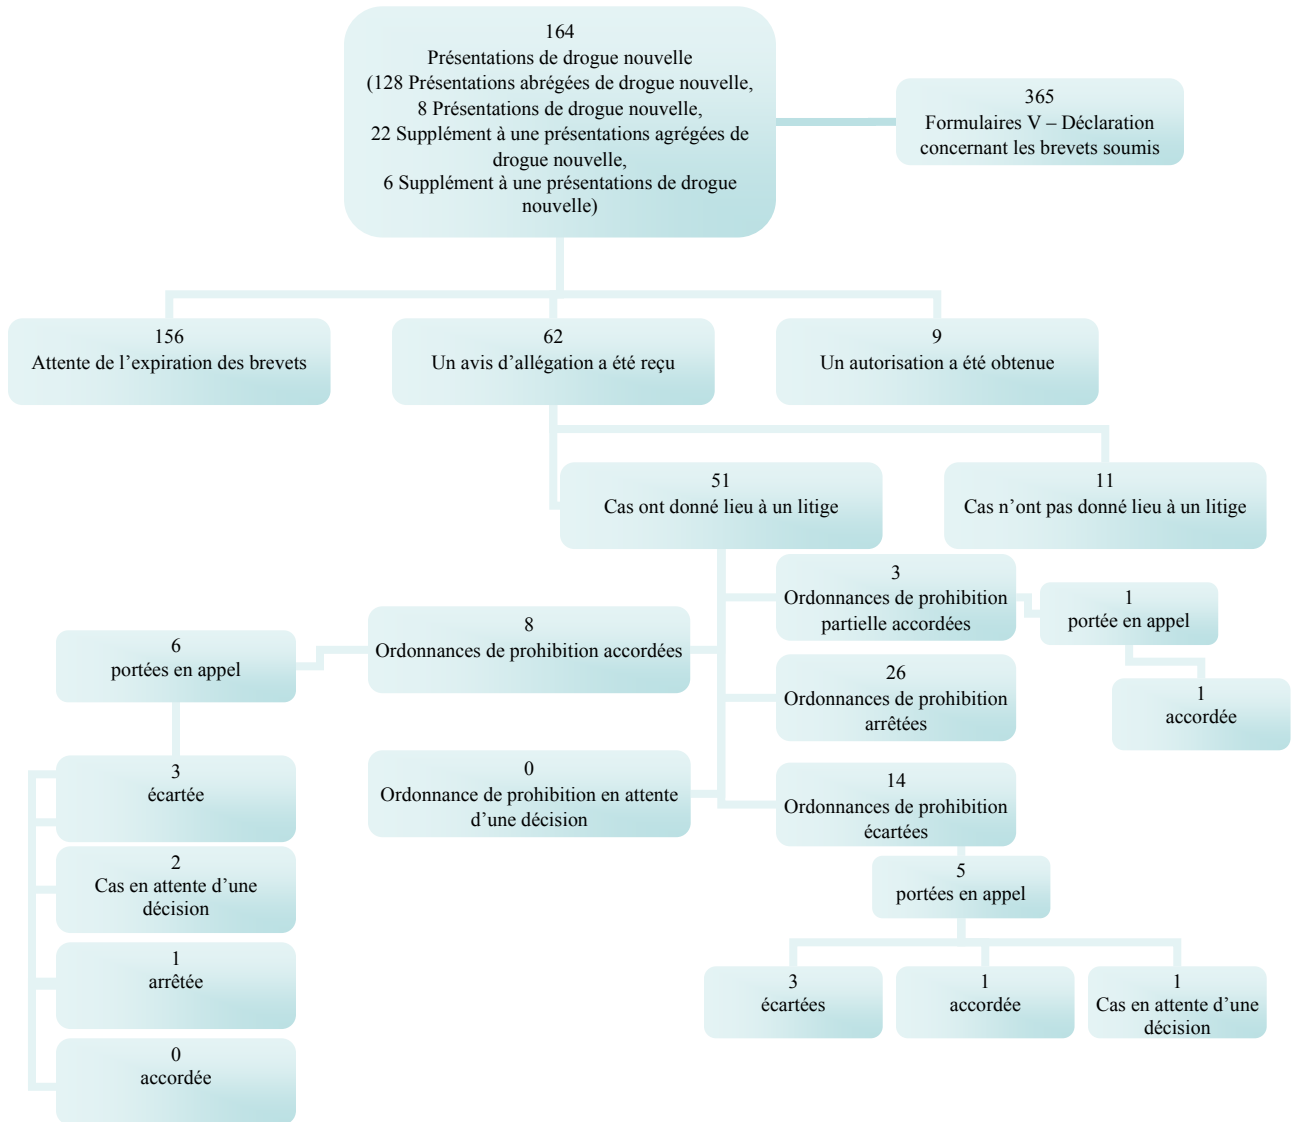 164
Présentations de drogue nouvelle
(128 Présentations abrégées de drogue nouvelle,
8 Présentations de drogue nouvelle,
22 Supplément à une présentations agrégées de
drogue nouvelle,
6 Supplément à une présentations de drogue
nouvelle)
365
Formulaires V – Déclaration
concernant les brevets soumis
156
Attente de l’expiration des brevets
62
Un avis d’allégation a été reçu
9
Un autorisation a été obtenue
51
Cas ont donné lieu à un litige
11
Cas n’ont pas donné lieu à un litige
3
Ordonnances de prohibition
partielle accordées
1
portée en appel
1
accordée
8
Ordonnances de prohibition accordées
6
portées en appel
26
Ordonnances de prohibition
arrêtées
0
Ordonnance de prohibition en attente
d’une décision
14
Ordonnances de prohibition
écartées
3
écartée
2
Cas en attente d’une
décision
1
arrêtée
0
accordée
5
portées en appel
3
écartées
1
accordée
1
Cas en attente d’une
décision